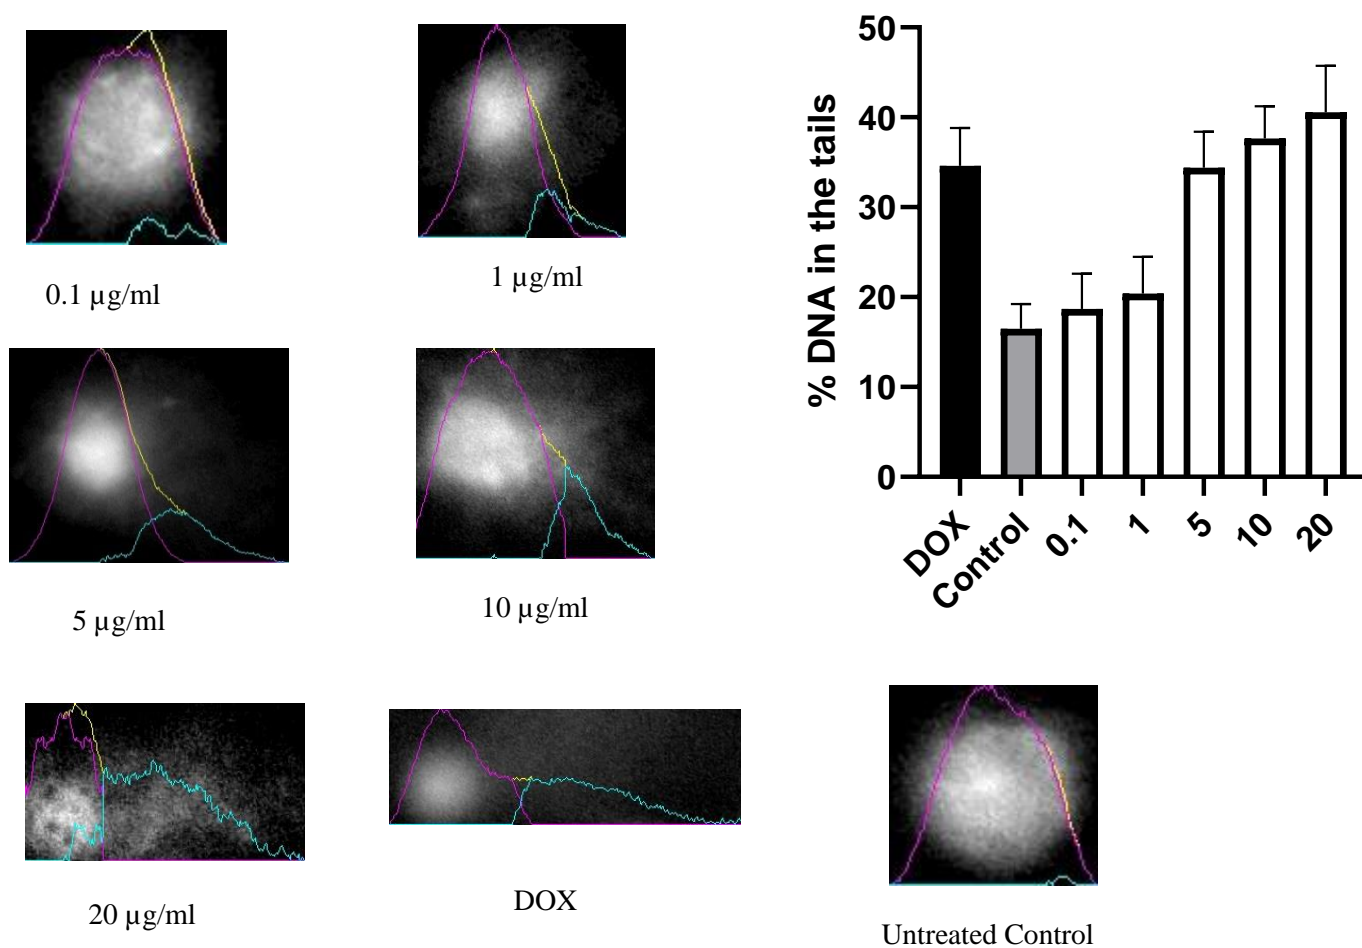 0.1 µg/ml
1 µg/ml
5 µg/ml
10 µg/ml
20 µg/ml
DOX
Untreated Control
% DNA in the tails
50
40
30
20
10
0
DOX
Control
0.1
1
5
10
20